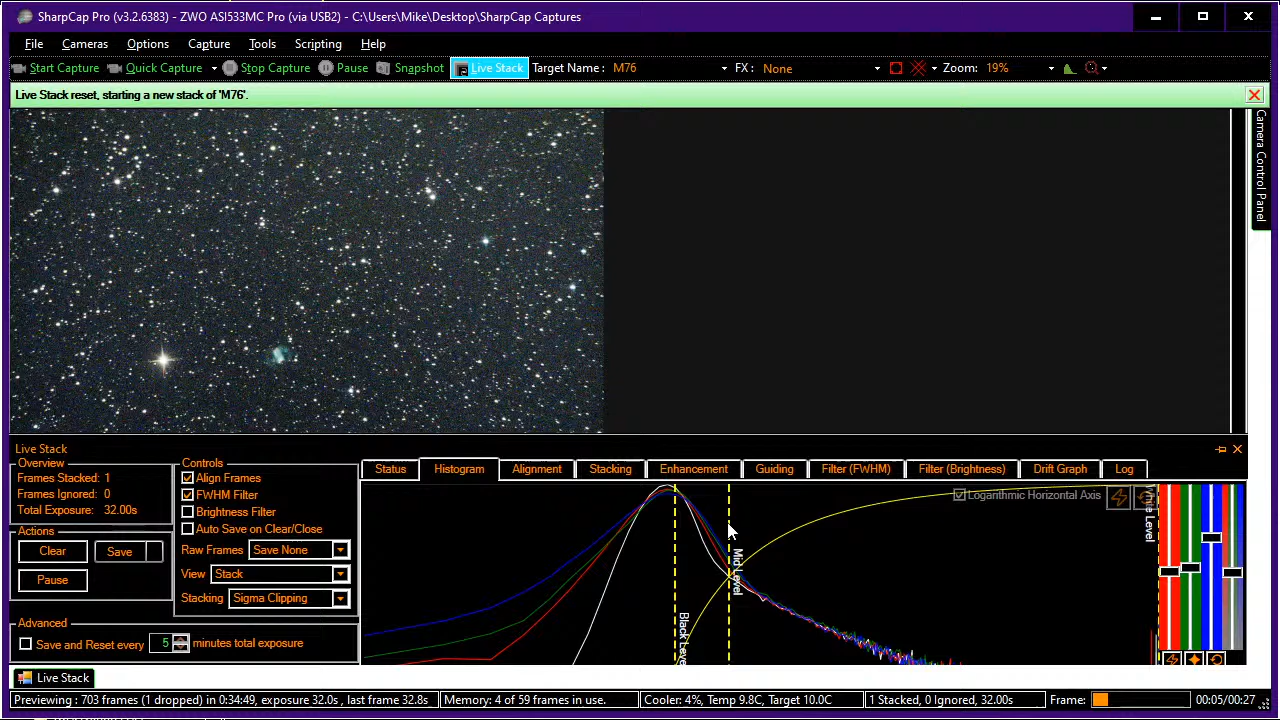 SharpCap Pro (v3.2.6383) - ZWO ASI533MC Pro (via USB2) - C:\Users\Mike\Desktop\SharpCap Captures
File Cameras Options Capture Tools Scripting Help
Start Capture Quick Capture Stop Capture Pause Snapshot Live Stack Target Name : M76 FX : None Zoom: 19%
Live Stack reset, starting a new stack of 'M76'.
Camera Control Panel
Live Stack
Overview
Frames Stacked: 1
Frames Ignored: 0
Total Exposure: 32.00s
Actions
Clear Save
Pause
Controls
Align Frames
FWHM Filter
Brightness Filter
Auto Save on Clear/Close
Raw Frames Save None
View Stack
Stacking Sigma Clipping
Advanced
Save and Reset every 5 minutes total exposure
Status Histogram Alignment Stacking Enhancement Guiding Filter (FWHM) Filter (Brightness) Drift Graph Log
Logarithmic Horizontal Axis
Black Leve
Mid Level
White Level
Live Stack
Previewing : 703 frames (1 dropped) in 0:34:49, exposure 32.0s , last frame 32.8s Memory: 4 of 59 frames in use. Cooler: 4%, Temp 9.8C, Target 10.0C 1 Stacked, 0 Ignored, 32.00s Frame: 00:05/00:27